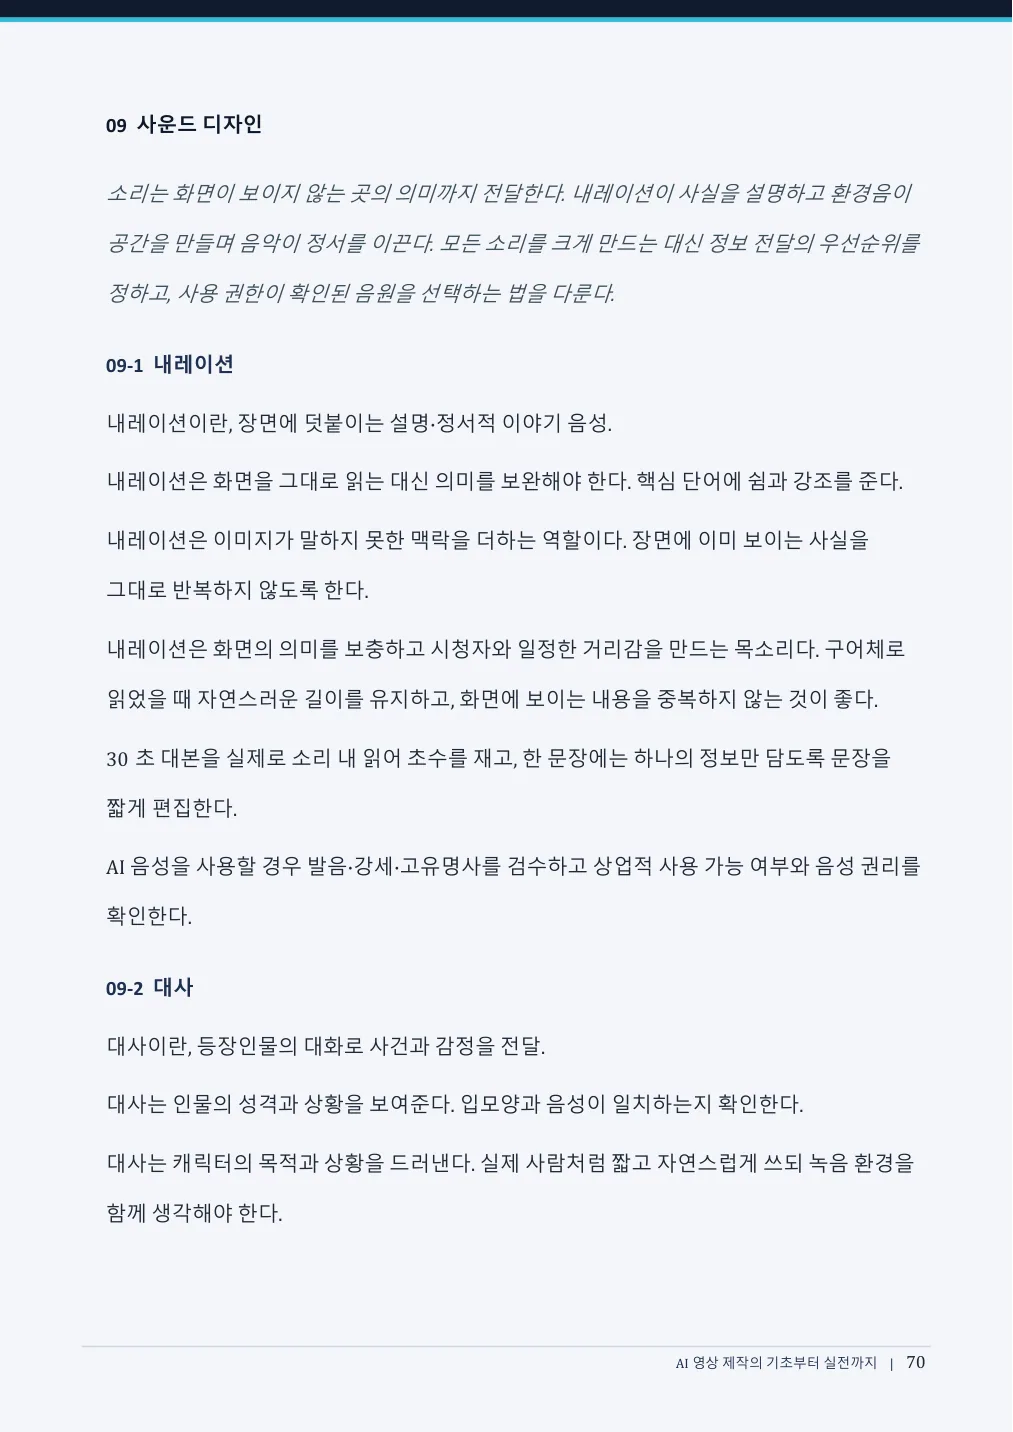 09 사운드 디자인
소리는 화면이 보이지 않는 곳의 의미까지 전달한다. 내레이션이 사실을 설명하고 환경음이
공간을 만들며 음악이 정서를 이끈다. 모든 소리를 크게 만드는 대신 정보 전달의 우선순위를
정하고, 사용 권한이 확인된 음원을 선택하는 법을 다룬다.
09-1 내레이션
내레이션이란, 장면에 덧붙이는 설명·정서적 이야기 음성.
내레이션은 화면을 그대로 읽는 대신 의미를 보완해야 한다. 핵심 단어에 쉼과 강조를 준다.
내레이션은 이미지가 말하지 못한 맥락을 더하는 역할이다. 장면에 이미 보이는 사실을
그대로 반복하지 않도록 한다.
내레이션은 화면의 의미를 보충하고 시청자와 일정한 거리감을 만드는 목소리다. 구어체로
읽었을 때 자연스러운 길이를 유지하고, 화면에 보이는 내용을 중복하지 않는 것이 좋다.
30 초 대본을 실제로 소리 내 읽어 초수를 재고, 한 문장에는 하나의 정보만 담도록 문장을
짧게 편집한다.
AI 음성을 사용할 경우 발음·강세·고유명사를 검수하고 상업적 사용 가능 여부와 음성 권리를
확인한다.
09-2 대사
대사이란, 등장인물의 대화로 사건과 감정을 전달.
대사는 인물의 성격과 상황을 보여준다. 입모양과 음성이 일치하는지 확인한다.
대사는 캐릭터의 목적과 상황을 드러낸다. 실제 사람처럼 짧고 자연스럽게 쓰되 녹음 환경을
함께 생각해야 한다.
AI 영상 제작의 기초부터 실전까지 | 70